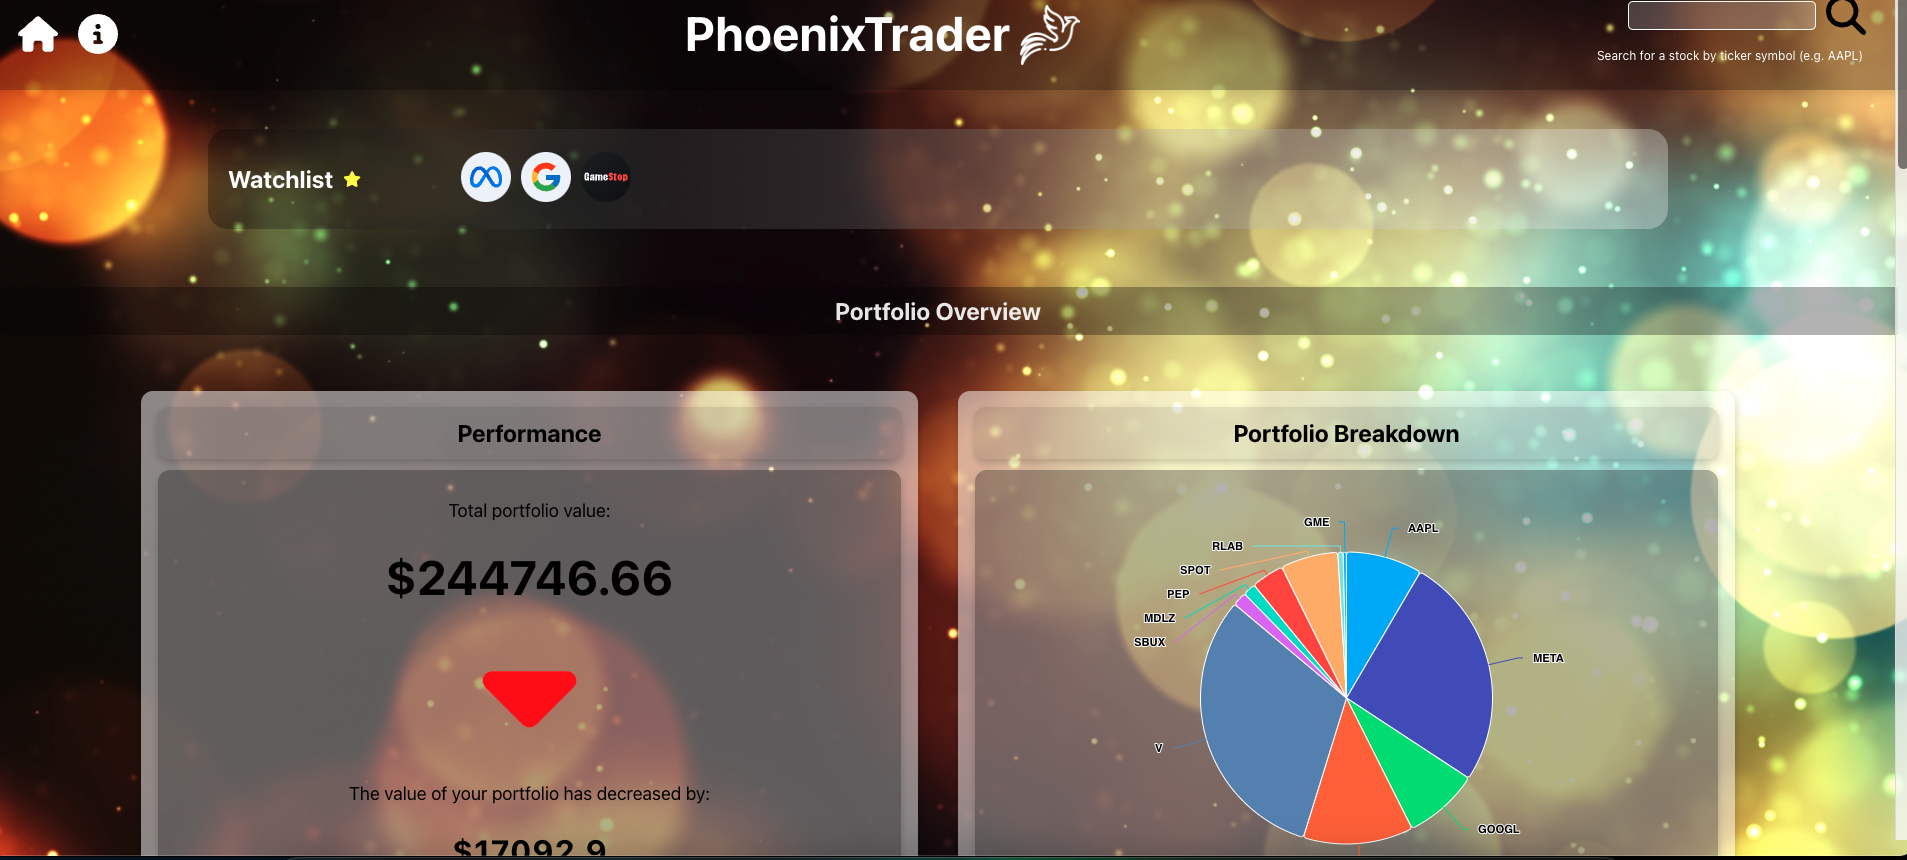 PhoenixTrader
Search for a stock by ticker symbol (e.g. AAPL)
Watchlist
GameStop
Portfolio Overview
Performance
Total portfolio value:
$244746.66
The value of your portfolio has decreased by:
$17092.9
Portfolio Breakdown
GME
AAPL
RLAB
SPOT
PEP
MDLZ
SBUX
META
V
GOOGL